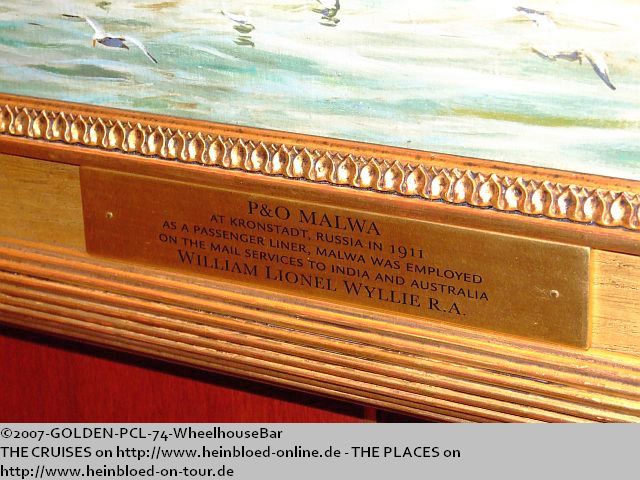 P&O MALWA
AT KRONSTADT, RUSSIA IN 1911
AS A PASSENGER LINER, MALWA WAS EMPLOYED
ON THE MAIL SERVICES TO INDIA AND AUSTRALIA
WILLIAM LIONEL WYLLIE R.A.
©2007-GOLDEN-PCL-74-WheelhouseBar
THE CRUISES on http://www.heinbloed-online.de - THE PLACES on
http://www.heinbloed-on-tour.de